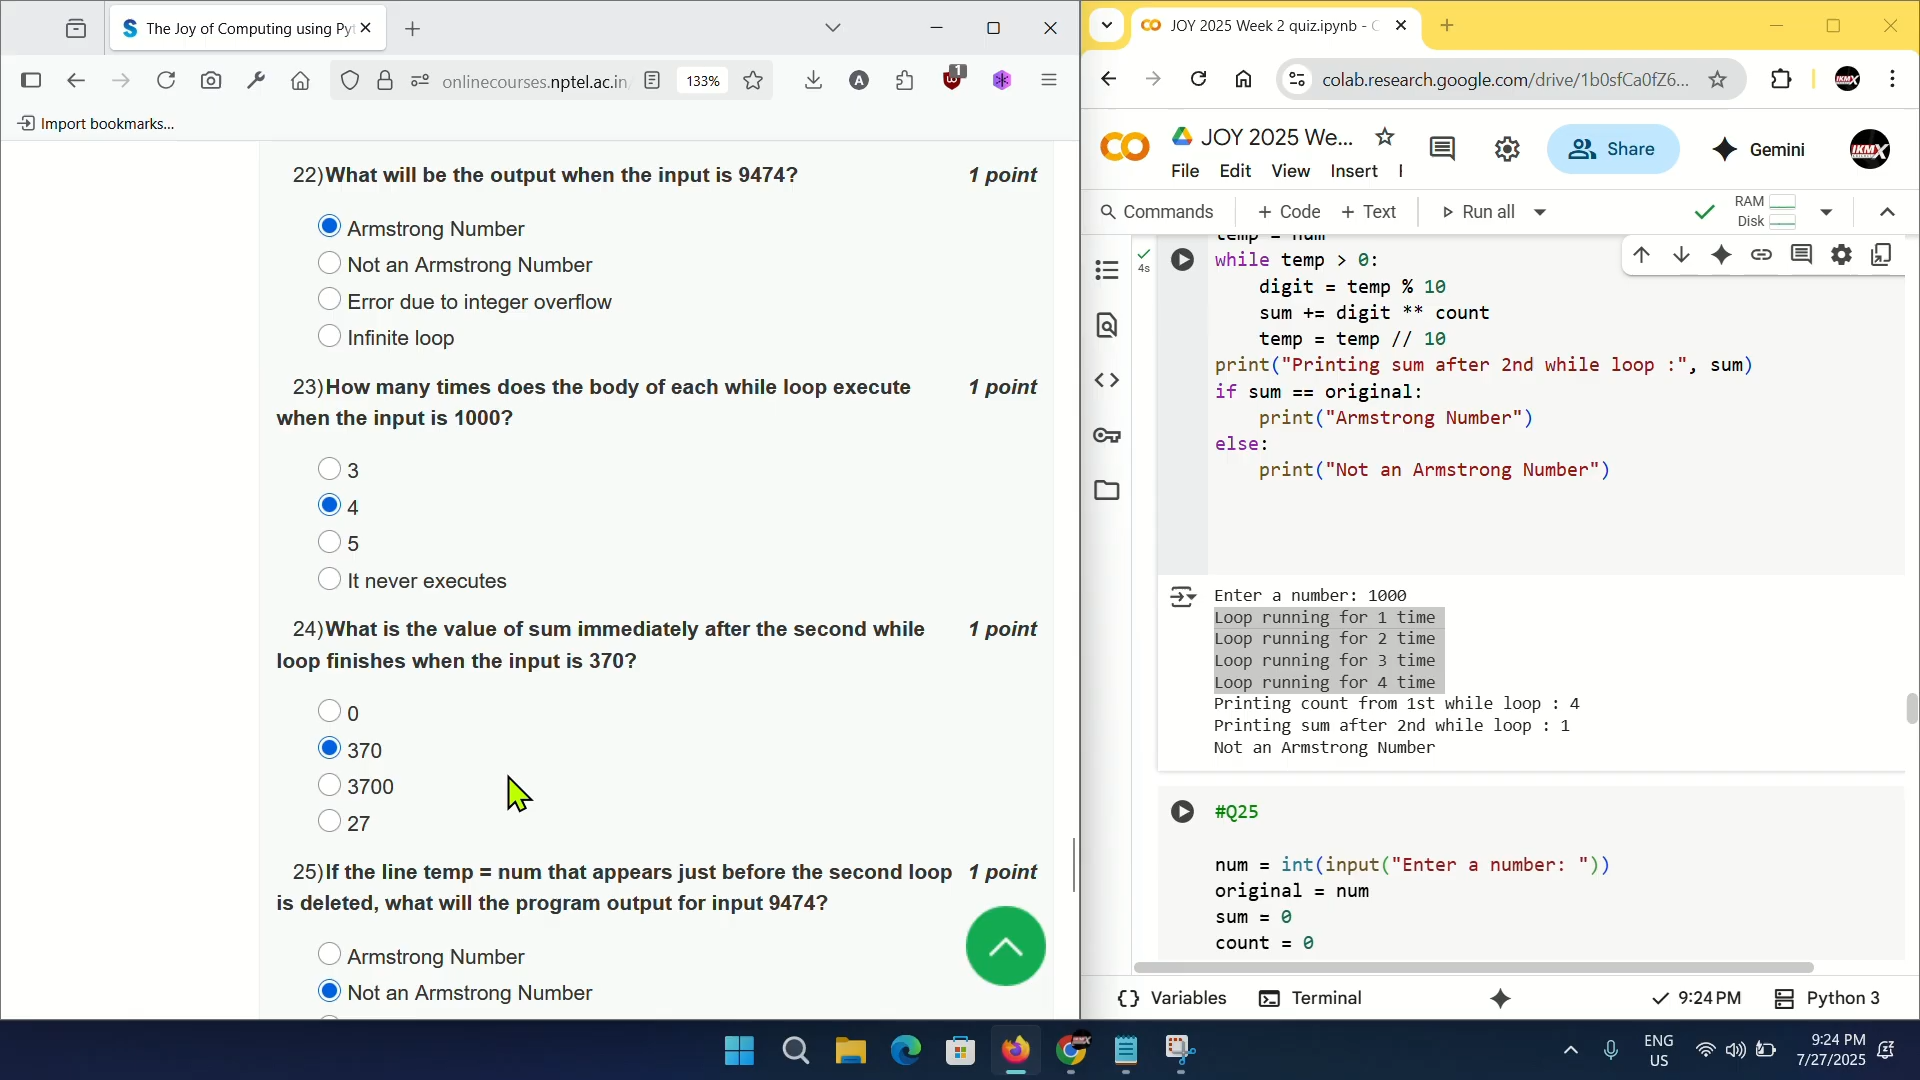 The Joy of Computing using Pyt
onlinecourses.nptel.ac.in
133%
1
Import bookmarks...
22)What will be the output when the input is 9474? 1 point
Armstrong Number
Not an Armstrong Number
Error due to integer overflow
Infinite loop
23)How many times does the body of each while loop execute 1 point
when the input is 1000?
3
4
5
It never executes
24)What is the value of sum immediately after the second while 1 point
loop finishes when the input is 370?
0
370
3700
27
25)If the line temp = num that appears just before the second loop 1 point
is deleted, what will the program output for input 9474?
Armstrong Number
Not an Armstrong Number
JOY 2025 Week 2 quiz.ipynb - C
colab.research.google.com/drive/1b0sfCa0fZ6...
JOY 2025 We...
Share
Gemini
IKMX
File Edit View Insert
Commands + Code + Text Run all
RAM
Disk
4s
temp = num
while temp > 0:
digit = temp % 10
sum += digit ** count
temp = temp // 10
print("Printing sum after 2nd while loop :", sum)
if sum == original:
print("Armstrong Number")
else:
print("Not an Armstrong Number")
Enter a number: 1000
Loop running for 1 time
Loop running for 2 time
Loop running for 3 time
Loop running for 4 time
Printing count from 1st while loop : 4
Printing sum after 2nd while loop : 1
Not an Armstrong Number
#Q25
num = int(input("Enter a number: "))
original = num
sum = 0
count = 0
{} Variables Terminal 9:24 PM Python 3
ENG
US
9:24 PM
7/27/2025